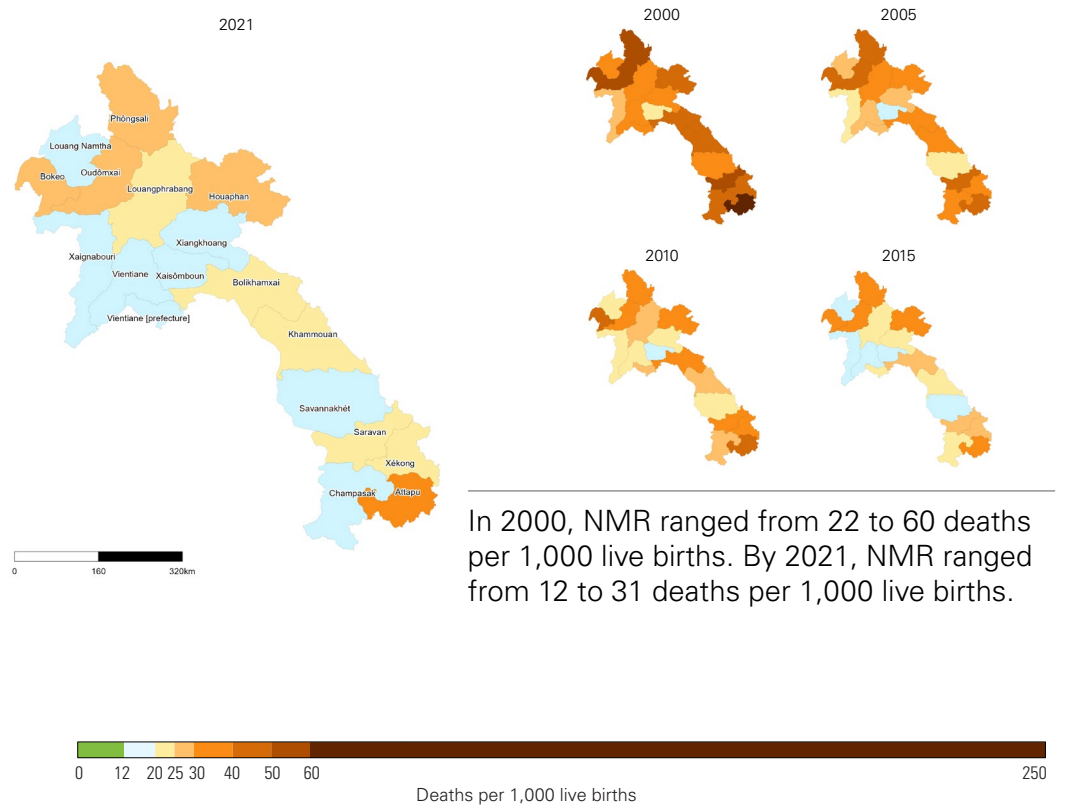 2021
2000
2005
Phôngsali
Louang Namtha
Bokeo
Oudômxai
Louangphrabang
Houaphan
Xiangkhoang
Xaignabouri
Vientiane
Xaisômboun
Bolikhamxai
Vientiane [prefecture]
Khammouan
Savannakhét
Saravan
Xékong
Champasak
Attapu
0 160 320km
2010
2015
In 2000, NMR ranged from 22 to 60 deaths
per 1,000 live births. By 2021, NMR ranged
from 12 to 31 deaths per 1,000 live births.
0 12 20 25 30 40 50 60 250
Deaths per 1,000 live births